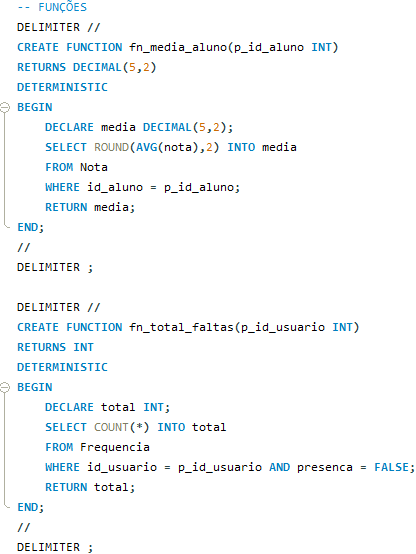 -- FUNÇÕES
DELIMITER //
CREATE FUNCTION fn_media_aluno(p_id_aluno INT)
RETURNS DECIMAL(5,2)
DETERMINISTIC
BEGIN
    DECLARE media DECIMAL(5,2);
    SELECT ROUND(AVG(nota),2) INTO media
    FROM Nota
    WHERE id_aluno = p_id_aluno;
    RETURN media;
END;
//
DELIMITER ;

DELIMITER //
CREATE FUNCTION fn_total_faltas(p_id_usuario INT)
RETURNS INT
DETERMINISTIC
BEGIN
    DECLARE total INT;
    SELECT COUNT(*) INTO total
    FROM Frequencia
    WHERE id_usuario = p_id_usuario AND presenca = FALSE;
    RETURN total;
END;
//
DELIMITER ;